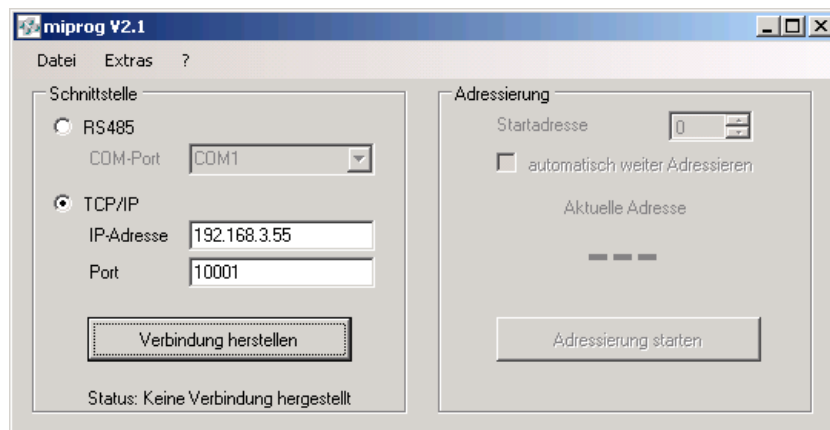 miprog V2.1
Datei Extras ?
Schnittstelle
RS485
COM-Port COM1
TCP/IP
IP-Adresse 192.168.3.55
Port 10001
Verbindung herstellen
Status: Keine Verbindung hergestellt
Adressierung
Startadresse 0
automatisch weiter Adressieren
Aktuelle Adresse
---
Adressierung starten